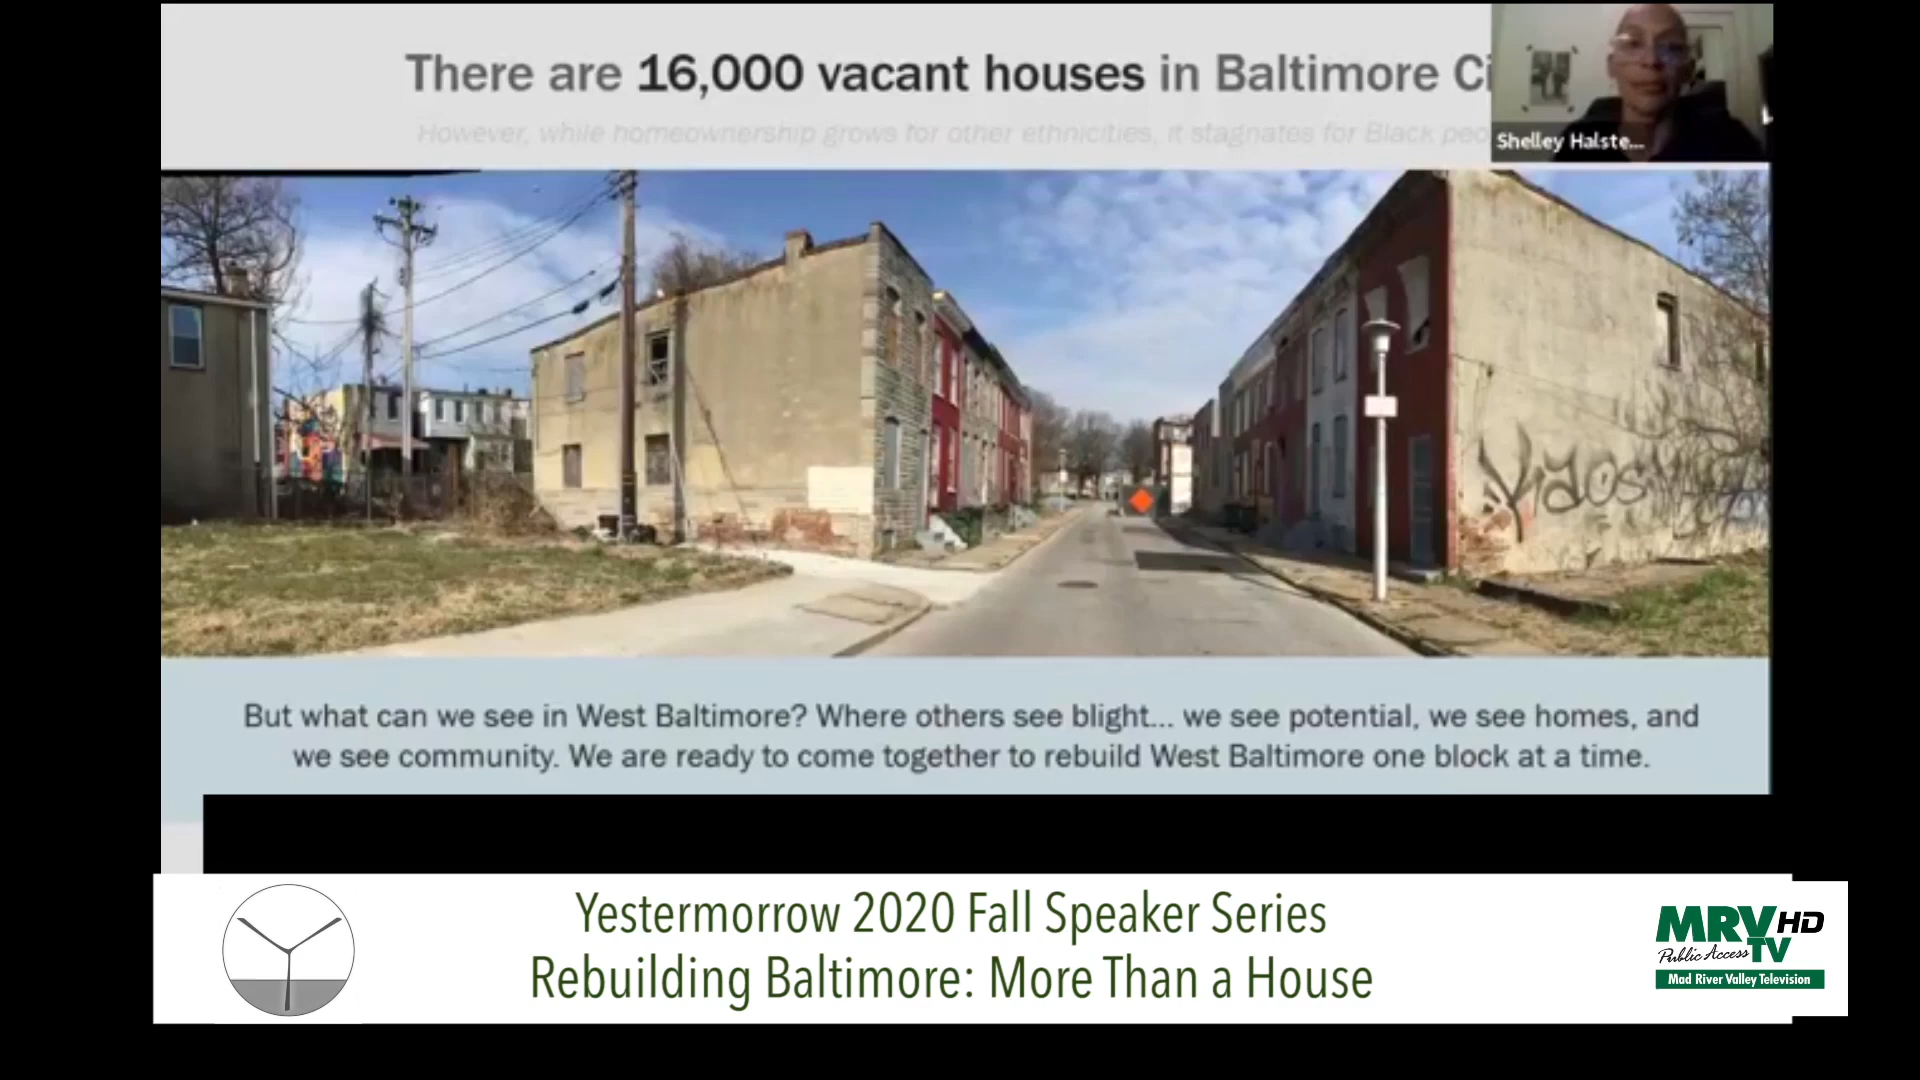 There are 16,000 vacant houses in Baltimore Ci
However, while homeownership grows for other ethnicities, it stagnates for Black peo
Shelley Halste...
Kaos
But what can we see in West Baltimore? Where others see blight... we see potential, we see homes, and
we see community. We are ready to come together to rebuild West Baltimore one block at a time.
Yestermorrow 2020 Fall Speaker Series
Rebuilding Baltimore: More Than a House
MRV HD
Public Access TV
Mad River Valley Television